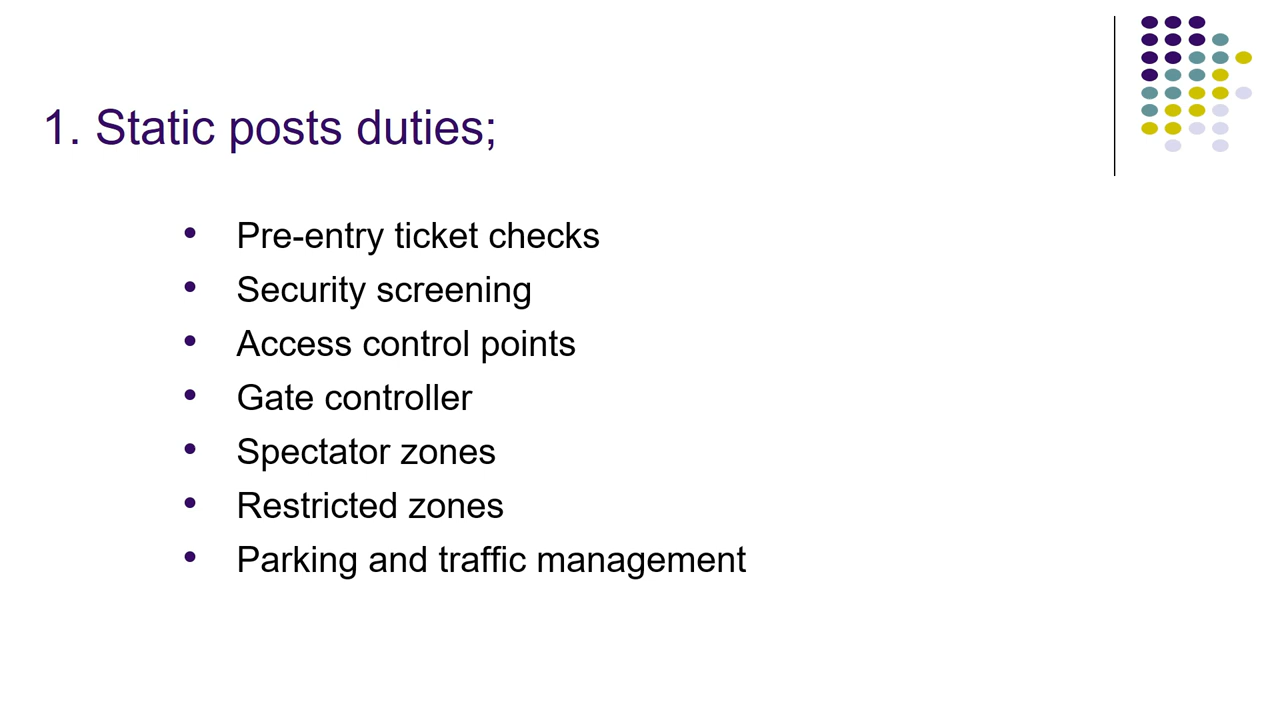 1. Static posts duties;
• Pre-entry ticket checks
• Security screening
• Access control points
• Gate controller
• Spectator zones
• Restricted zones
• Parking and traffic management